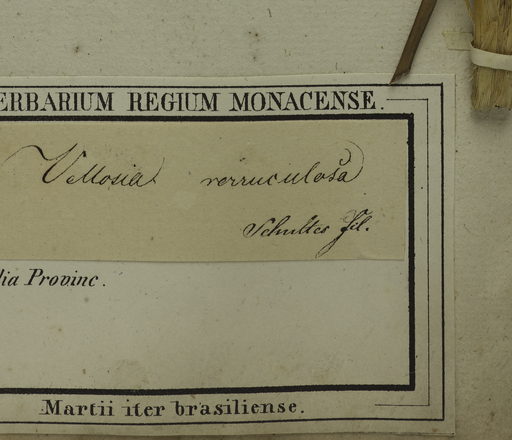 ERBARIUM REGIUM MONACENSE.
Vellosia verruculosa
Schultes fil.
lia Provinc.
Martii iter brasiliense.